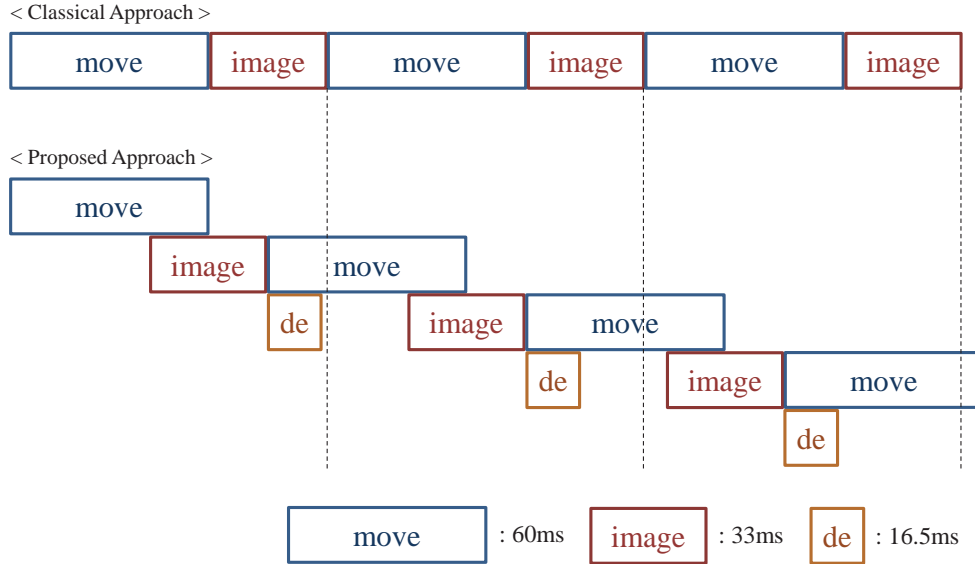 < Classical Approach >
move image move image move image
< Proposed Approach >
move
image move
de image move
de image move
de
move : 60ms image : 33ms de : 16.5ms